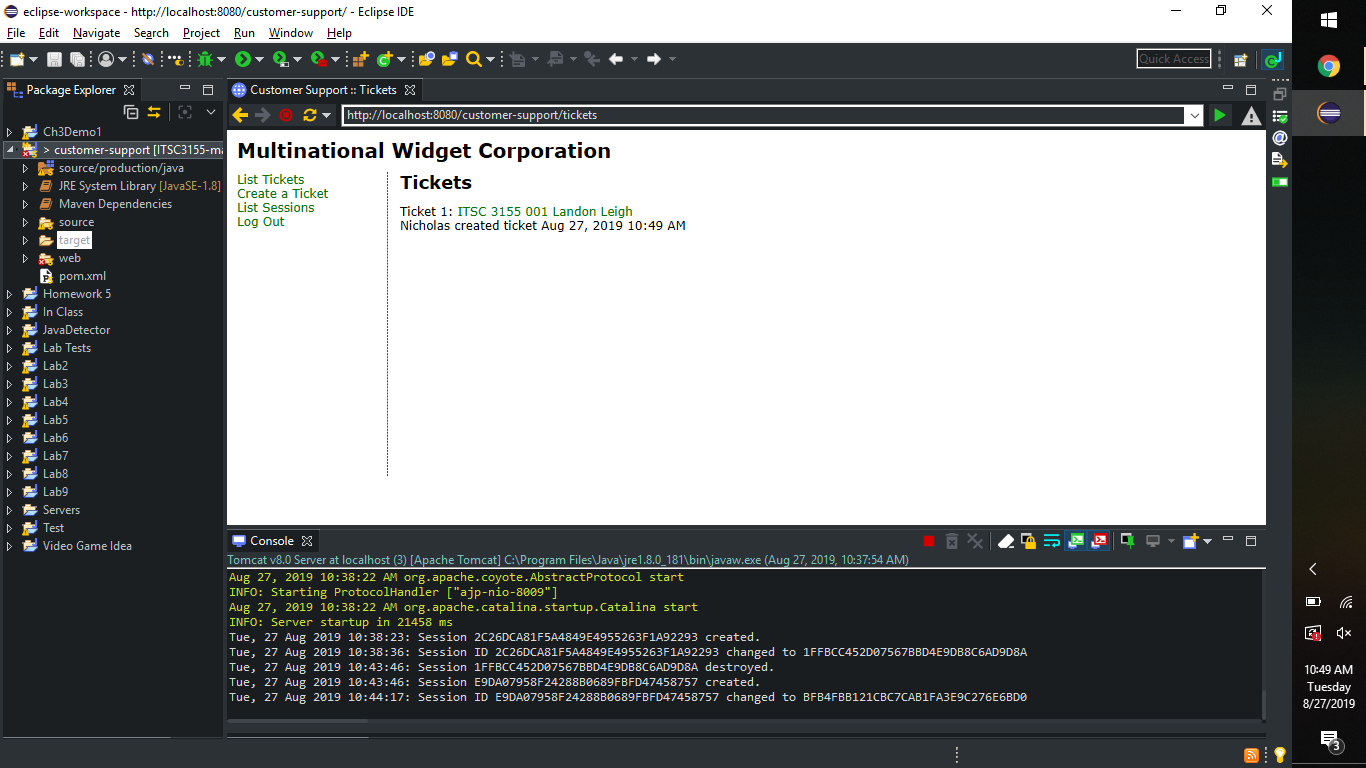 eclipse-workspace - http://localhost:8080/customer-support/ - Eclipse IDE
File Edit Navigate Search Project Run Window Help
Quick Access
Package Explorer
Ch3Demo1
> customer-support [ITSC3155-ma
source/production/java
JRE System Library [JavaSE-1.8]
Maven Dependencies
source
target
web
pom.xml
Homework 5
In Class
JavaDetector
Lab Tests
Lab2
Lab3
Lab4
Lab5
Lab6
Lab7
Lab8
Lab9
Servers
Test
Video Game Idea
Customer Support :: Tickets
http://localhost:8080/customer-support/tickets
Multinational Widget Corporation
List Tickets
Create a Ticket
List Sessions
Log Out
Tickets
Ticket 1: ITSC 3155 001 Landon Leigh
Nicholas created ticket Aug 27, 2019 10:49 AM
Console
Tomcat v8.0 Server at localhost (3) [Apache Tomcat] C:\Program Files\Java\jre1.8.0_181\bin\javaw.exe (Aug 27, 2019, 10:37:54 AM)
Aug 27, 2019 10:38:22 AM org.apache.coyote.AbstractProtocol start
INFO: Starting ProtocolHandler ["ajp-nio-8009"]
Aug 27, 2019 10:38:22 AM org.apache.catalina.startup.Catalina start
INFO: Server startup in 21458 ms
Tue, 27 Aug 2019 10:38:23: Session 2C26DCA81F5A4849E4955263F1A92293 created.
Tue, 27 Aug 2019 10:38:36: Session ID 2C26DCA81F5A4849E4955263F1A92293 changed to 1FFBCC452D07567BBD4E9DB8C6AD9D8A
Tue, 27 Aug 2019 10:43:46: Session 1FFBCC452D07567BBD4E9DB8C6AD9D8A destroyed.
Tue, 27 Aug 2019 10:43:46: Session E9DA07958F24288B0689FBFD47458757 created.
Tue, 27 Aug 2019 10:44:17: Session ID E9DA07958F24288B0689FBFD47458757 changed to BFB4FBB121CBC7CAB1FA3E9C276E6BD0
10:49 AM
Tuesday
8/27/2019
3